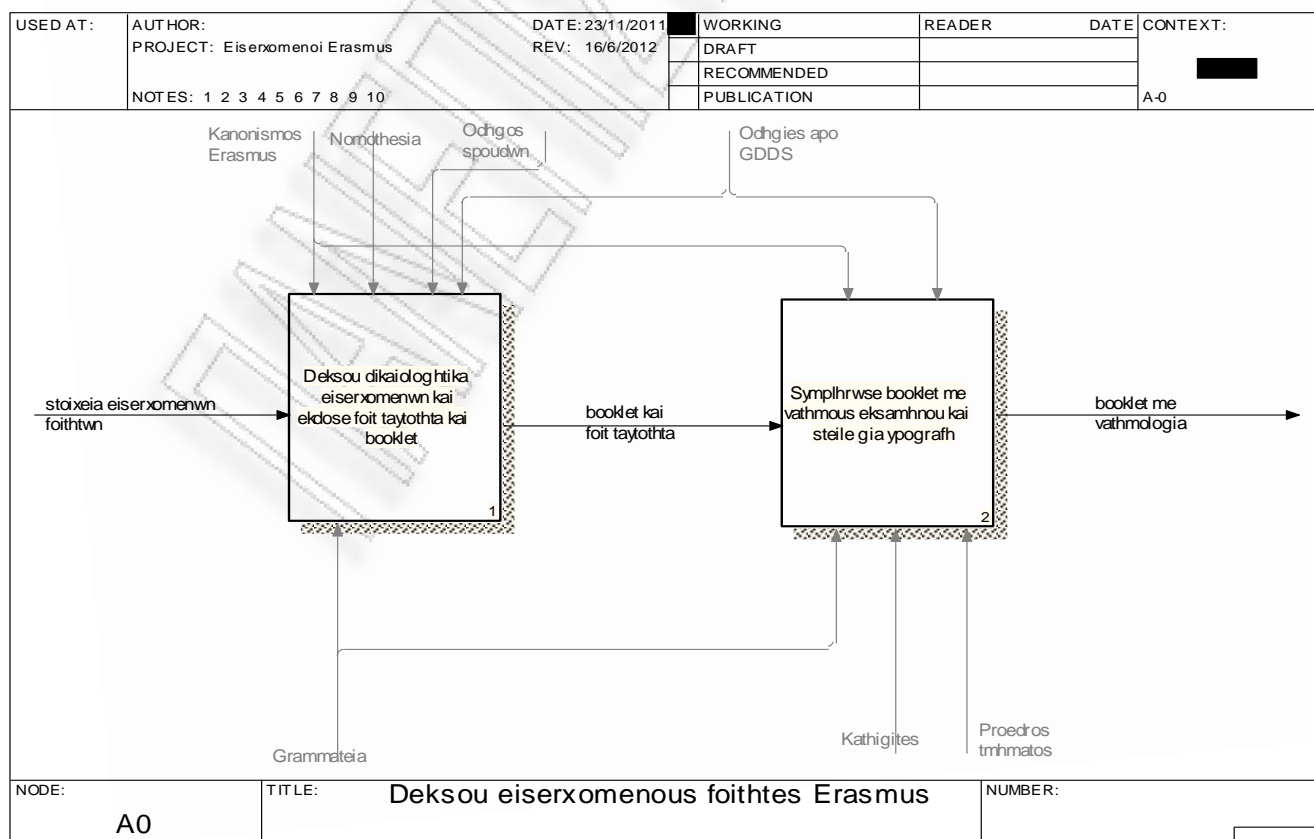 USED AT:
AUTHOR:
DATE: 23/11/2011
PROJECT: Eiserxomenoi Erasmus
REV: 16/6/2012
NOTES: 1 2 3 4 5 6 7 8 9 10
WORKING
DRAFT
RECOMMENDED
PUBLICATION
READER
DATE
CONTEXT:
A-0
Kanonismos
Erasmus
Nomothesia
Odhgos
spoudwn
Odhgies apo
GDDS
stoixeia eiserxomenwn
foithtwn
Deksou dikaiologhtika
eiserxomenwn kai
ekdose foit taytothta kai
booklet
1
booklet kai
foit taytothta
Symplhrwse booklet me
vathmous eksamhnou kai
steile gia ypografh
2
booklet me
vathmologia
Grammateia
Kathigites
Proedros
tmhmatos
NODE:
A0
TITLE:
Deksou eiserxomenous foithtes Erasmus
NUMBER: